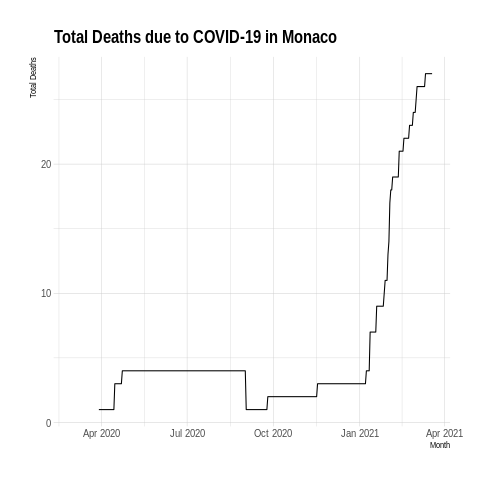 Total Deaths due to COVID-19 in Monaco
Total Deaths
20
10
0
Apr 2020 Jul 2020 Oct 2020 Jan 2021 Apr 2021
Month